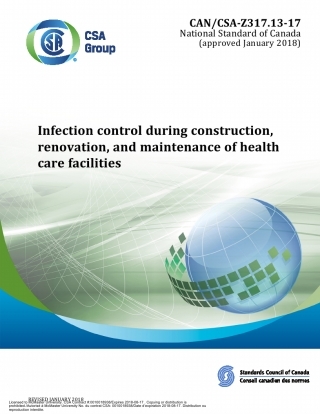 CSA
Group
CAN/CSA-Z317.13-17
National Standard of Canada
(approved January 2018)
Infection control during construction,
renovation, and maintenance of health
care facilities
Standards Council of Canada
Conseil canadien des normes
REVISED JANUARY 2018